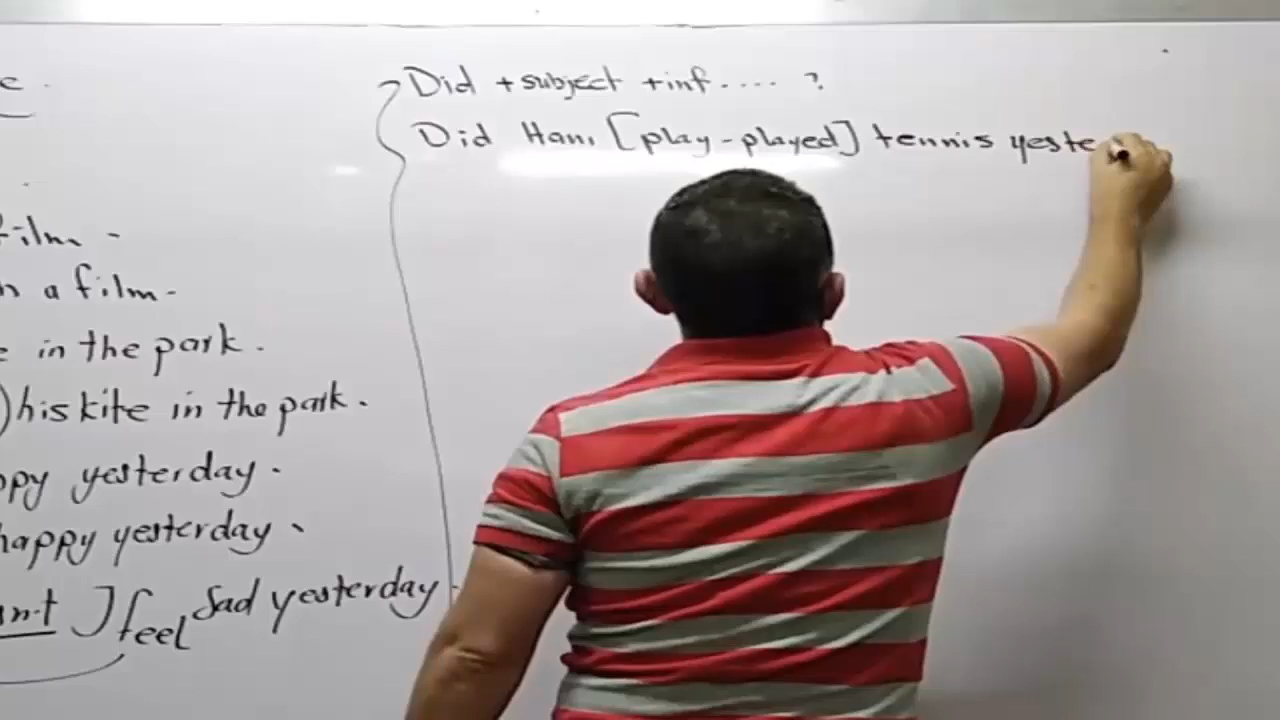 Did + subject + inf .... ?
Did Hani [play - played] tennis yeste
film -
a film -
in the park .
his kite in the park .
yesterday .
happy yesterday .
] feel sad yesterday